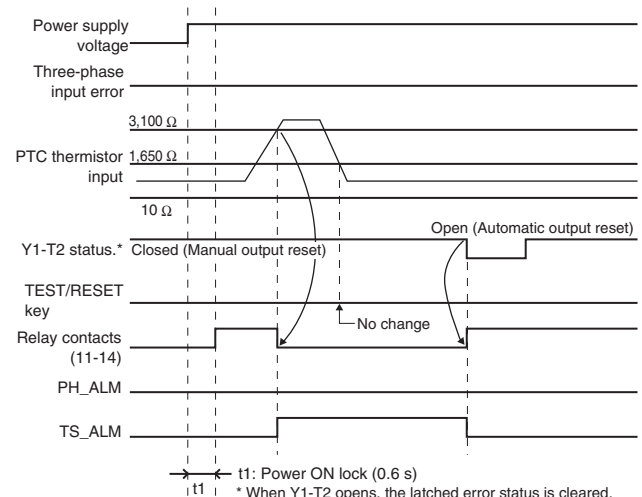 Power supply
voltage
Three-phase
input error
3,100 Ω
PTC thermistor
input
1,650 Ω
10 Ω
Open (Automatic output reset)
Y1-T2 status.* Closed (Manual output reset)
TEST/RESET
key
No change
Relay contacts
(11-14)
PH_ALM
TS_ALM
t1
t1: Power ON lock (0.6 s)
* When Y1-T2 opens, the latched error status is cleared.